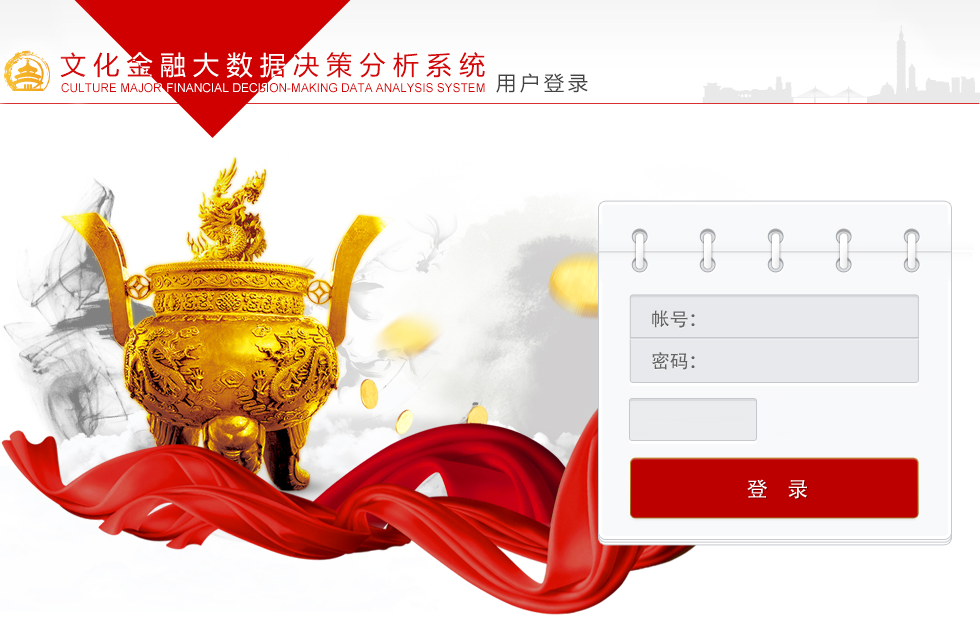 文化金融大数据决策分析系统
CULTURE MAJOR FINANCIAL DECISION-MAKING DATA ANALYSIS SYSTEM
用户登录
帐号：
密码：
登 录